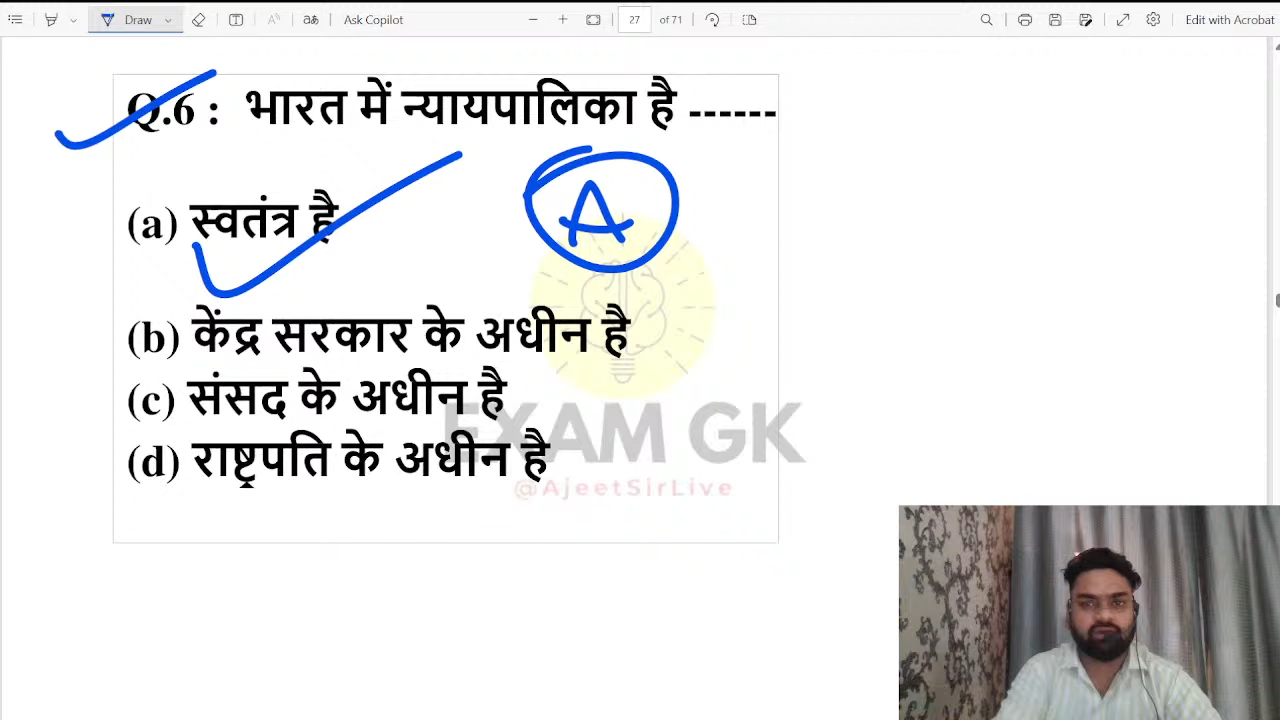 Draw
Ask Copilot
27 of 71
Edit with Acrobat
Q.6 : भारत में न्यायपालिका है ------
(a) स्वतंत्र है
A
(b) केंद्र सरकार के अधीन है
(c) संसद के अधीन है
(d) राष्ट्रपति के अधीन है
EXAM GK
@AjeetSirLive